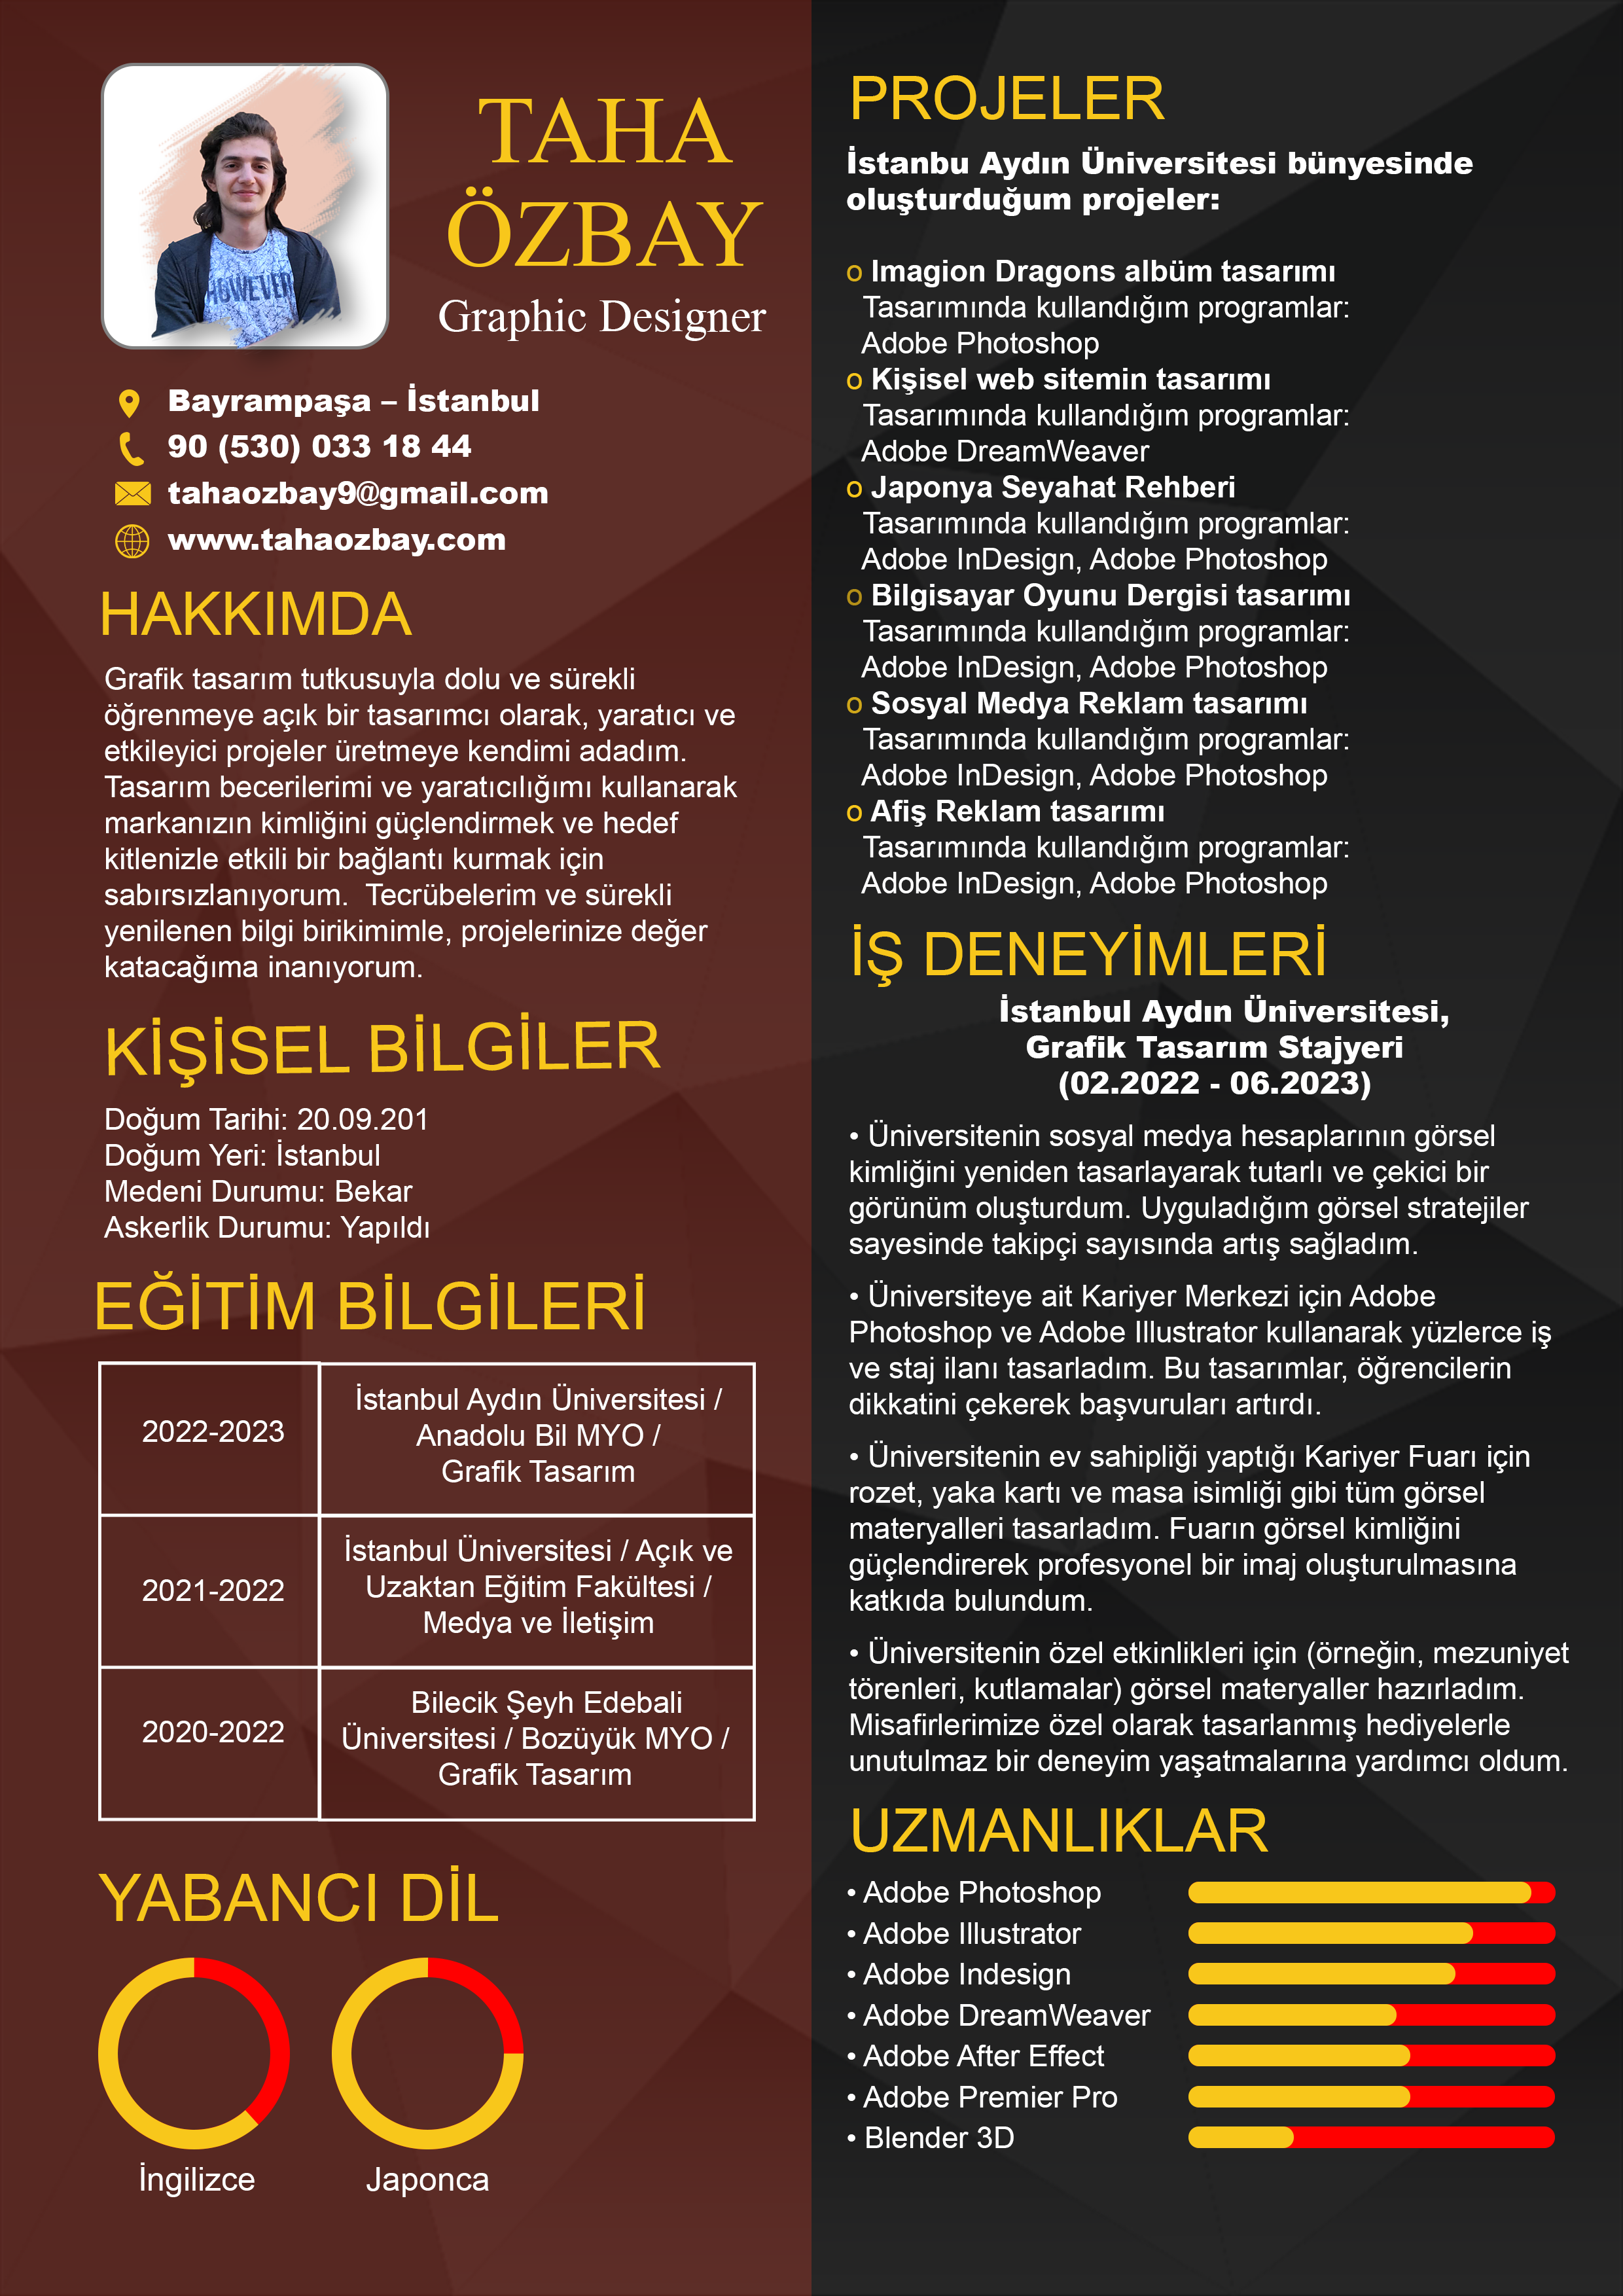 TAHA
ÖZBAY
Graphic Designer
HOWEVER
Bayrampaşa – İstanbul
90 (530) 033 18 44
tahaozbay9@gmail.com
www.tahaozbay.com
HAKKIMDA
Grafik tasarım tutkusuyla dolu ve sürekli
öğrenmeye açık bir tasarımcı olarak, yaratıcı ve
etkileyici projeler üretmeye kendimi adadım.
Tasarım becerilerimi ve yaratıcılığımı kullanarak
markanızın kimliğini güçlendirmek ve hedef
kitlenizle etkili bir bağlantı kurmak için
sabırsızlanıyorum.  Tecrübelerim ve sürekli
yenilenen bilgi birikimimle, projelerinize değer
katacağıma inanıyorum.
KİŞİSEL BİLGİLER
Doğum Tarihi: 20.09.201
Doğum Yeri: İstanbul
Medeni Durumu: Bekar
Askerlik Durumu: Yapıldı
EĞİTİM BİLGİLERİ
2022-2023
İstanbul Aydın Üniversitesi /
Anadolu Bil MYO /
Grafik Tasarım
2021-2022
İstanbul Üniversitesi / Açık ve
Uzaktan Eğitim Fakültesi /
Medya ve İletişim
2020-2022
Bilecik Şeyh Edebali
Üniversitesi / Bozüyük MYO /
Grafik Tasarım
YABANCI DİL
İngilizce
Japonca
PROJELER
İstanbu Aydın Üniversitesi bünyesinde
oluşturduğum projeler:
o Imagion Dragons albüm tasarımı
Tasarımında kullandığım programlar:
Adobe Photoshop
o Kişisel web sitemin tasarımı
Tasarımında kullandığım programlar:
Adobe DreamWeaver
o Japonya Seyahat Rehberi
Tasarımında kullandığım programlar:
Adobe InDesign, Adobe Photoshop
o Bilgisayar Oyunu Dergisi tasarımı
Tasarımında kullandığım programlar:
Adobe InDesign, Adobe Photoshop
o Sosyal Medya Reklam tasarımı
Tasarımında kullandığım programlar:
Adobe InDesign, Adobe Photoshop
o Afiş Reklam tasarımı
Tasarımında kullandığım programlar:
Adobe InDesign, Adobe Photoshop
İŞ DENEYİMLERİ
İstanbul Aydın Üniversitesi,
Grafik Tasarım Stajyeri
(02.2022 - 06.2023)
• Üniversitenin sosyal medya hesaplarının görsel
kimliğini yeniden tasarlayarak tutarlı ve çekici bir
görünüm oluşturdum. Uyguladığım görsel stratejiler
sayesinde takipçi sayısında artış sağladım.
• Üniversiteye ait Kariyer Merkezi için Adobe
Photoshop ve Adobe Illustrator kullanarak yüzlerce iş
ve staj ilanı tasarladım. Bu tasarımlar, öğrencilerin
dikkatini çekerek başvuruları artırdı.
• Üniversitenin ev sahipliği yaptığı Kariyer Fuarı için
rozet, yaka kartı ve masa isimliği gibi tüm görsel
materyalleri tasarladım. Fuarın görsel kimliğini
güçlendirerek profesyonel bir imaj oluşturulmasına
katkıda bulundum.
• Üniversitenin özel etkinlikleri için (örneğin, mezuniyet
törenleri, kutlamalar) görsel materyaller hazırladım.
Misafirlerimize özel olarak tasarlanmış hediyelerle
unutulmaz bir deneyim yaşatmalarına yardımcı oldum.
UZMANLIKLAR
• Adobe Photoshop
• Adobe Illustrator
• Adobe Indesign
• Adobe DreamWeaver
• Adobe After Effect
• Adobe Premier Pro
• Blender 3D